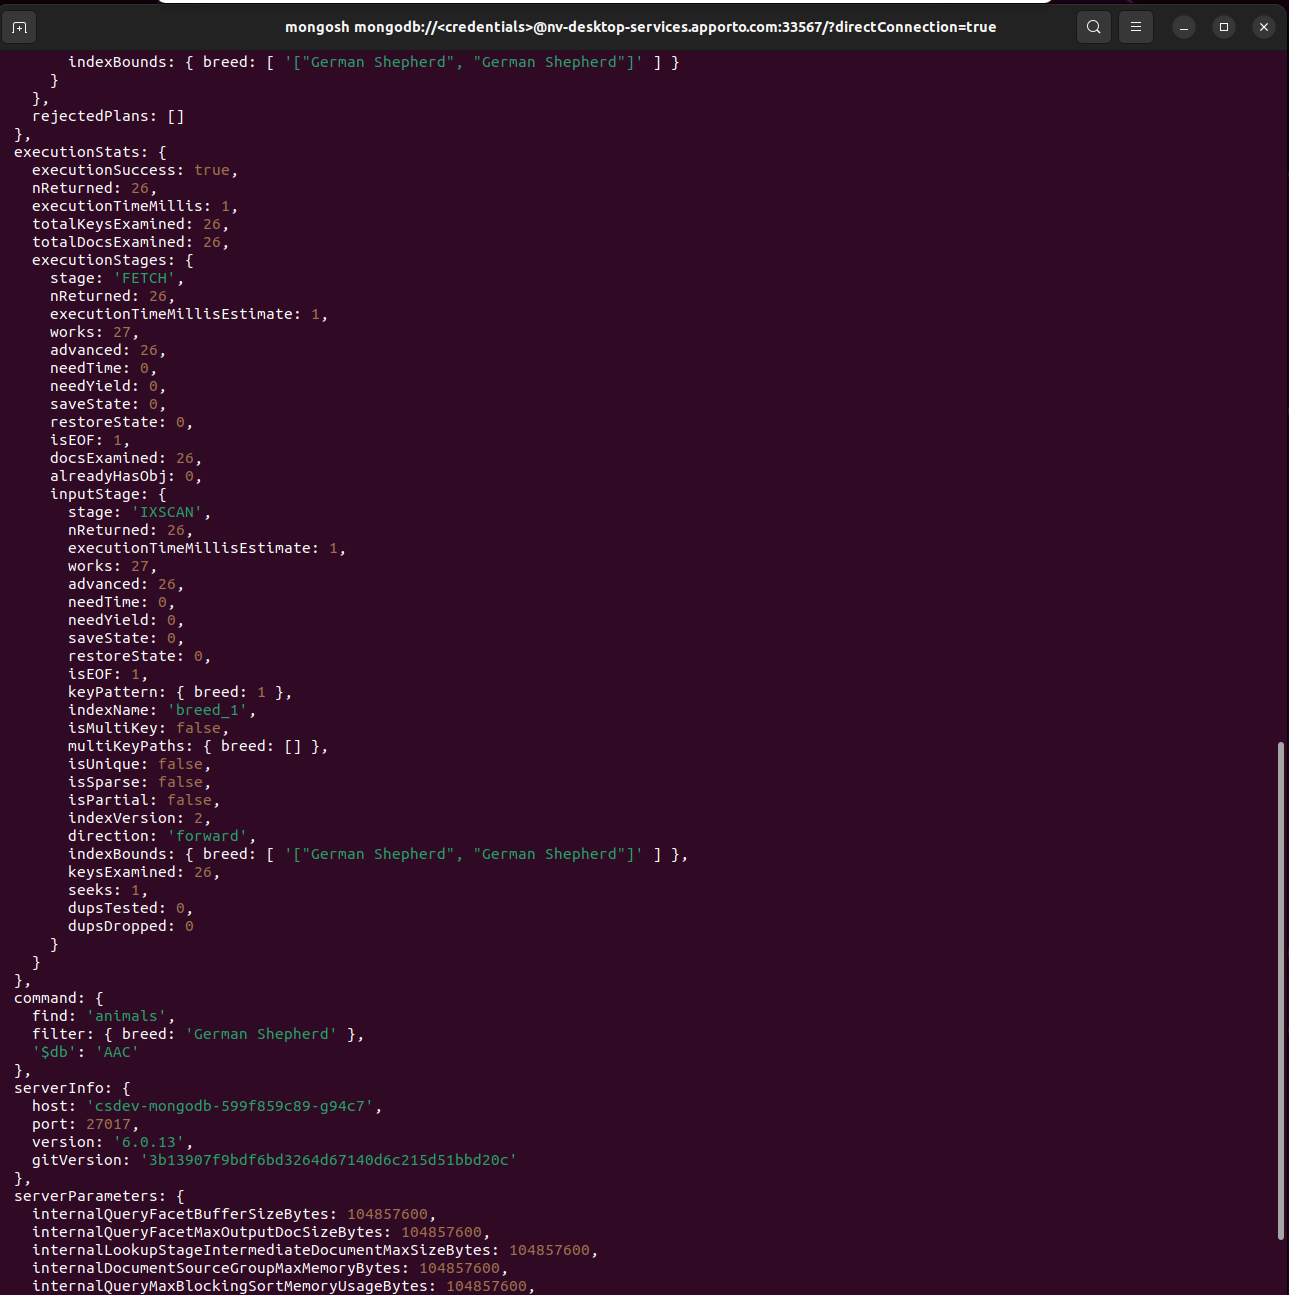 mongosh mongodb://<credentials>@nv-desktop-services.apporto.com:33567/?directConnection=true
indexBounds: { breed: [ '["German Shepherd", "German Shepherd"]' ] }
}
},
rejectedPlans: []
},
executionStats: {
executionSuccess: true,
nReturned: 26,
executionTimeMillis: 1,
totalKeysExamined: 26,
totalDocsExamined: 26,
executionStages: {
stage: 'FETCH',
nReturned: 26,
executionTimeMillisEstimate: 1,
works: 27,
advanced: 26,
needTime: 0,
needYield: 0,
saveState: 0,
restoreState: 0,
isEOF: 1,
docsExamined: 26,
alreadyHasObj: 0,
inputStage: {
stage: 'IXSCAN',
nReturned: 26,
executionTimeMillisEstimate: 1,
works: 27,
advanced: 26,
needTime: 0,
needYield: 0,
saveState: 0,
restoreState: 0,
isEOF: 1,
keyPattern: { breed: 1 },
indexName: 'breed_1',
isMultiKey: false,
multiKeyPaths: { breed: [] },
isUnique: false,
isSparse: false,
isPartial: false,
indexVersion: 2,
direction: 'forward',
indexBounds: { breed: [ '["German Shepherd", "German Shepherd"]' ] },
keysExamined: 26,
seeks: 1,
dupsTested: 0,
dupsDropped: 0
}
}
},
command: {
find: 'animals',
filter: { breed: 'German Shepherd' },
'$db': 'AAC'
},
serverInfo: {
host: 'csdev-mongodb-599f859c89-g94c7',
port: 27017,
version: '6.0.13',
gitVersion: '3b13907f9bdf6bd3264d67140d6c215d51bbd20c'
},
serverParameters: {
internalQueryFacetBufferSizeBytes: 104857600,
internalQueryFacetMaxOutputDocSizeBytes: 104857600,
internalLookupStageIntermediateDocumentMaxSizeBytes: 104857600,
internalDocumentSourceGroupMaxMemoryBytes: 104857600,
internalQueryMaxBlockingSortMemoryUsageBytes: 104857600,